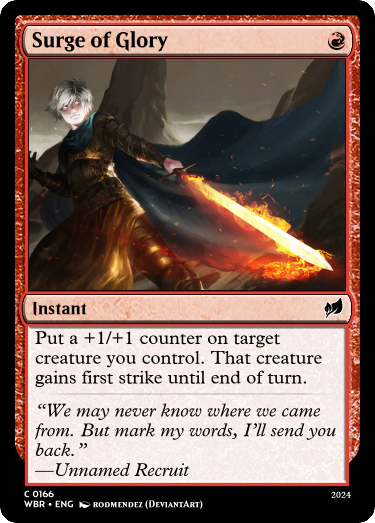 Surge of Glory
Instant
Put a +1/+1 counter on target
creature you control. That creature
gains first strike until end of turn.
“We may never know where we came
from. But mark my words, I’ll send you
back.”
—Unnamed Recruit
C 0166
2024
WBR • ENG RODMENDEZ (DEVIANTART)